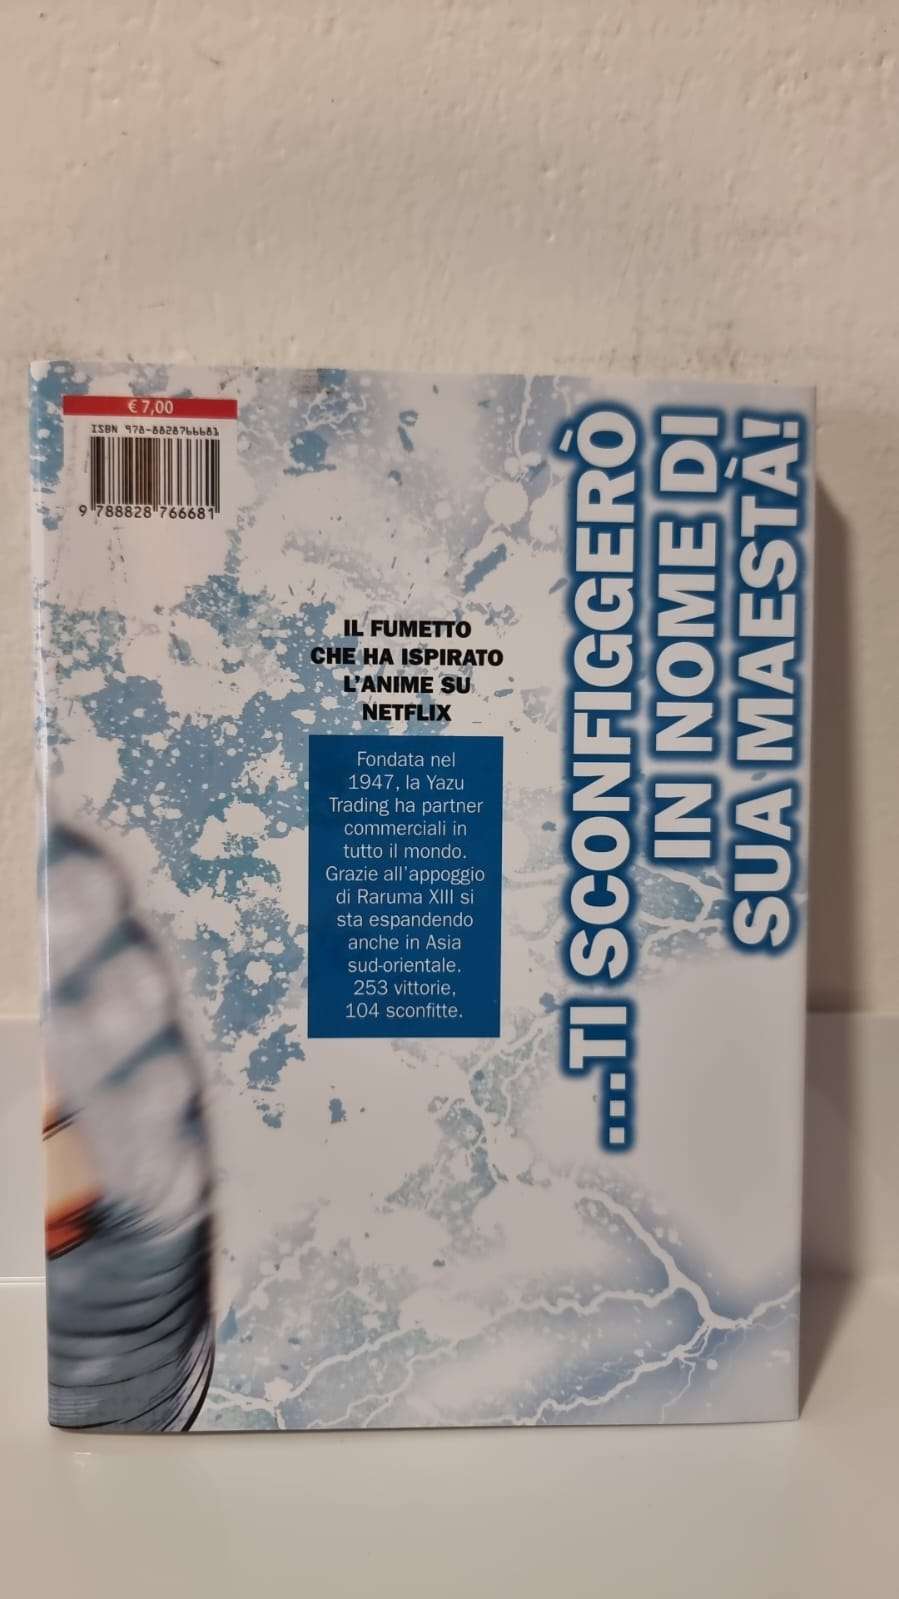 € 7,00
ISBN 978-8828766681
9 788828 766681
IL FUMETTO
CHE HA ISPIRATO
L'ANIME SU
NETFLIX
Fondata nel
1947, la Yazu
Trading ha partner
commerciali in
tutto il mondo.
Grazie all'appoggio
di Raruma XIII si
sta espandendo
anche in Asia
sud-orientale.
253 vittorie,
104 sconfitte.
...TI SCONFIGGERÒ
IN NOME DI
SUA MAESTÀ!